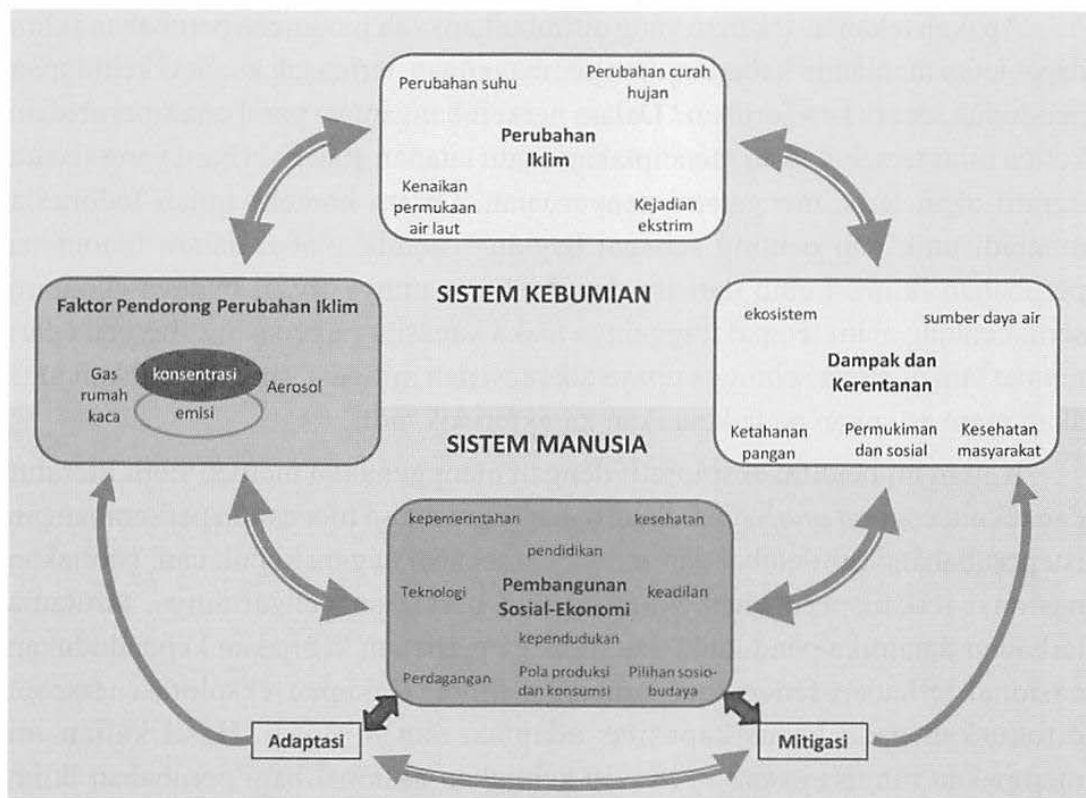 Perubahan suhu
Perubahan curah
hujan
Perubahan
Iklim
Kenaikan
permukaan
air laut
Kejadian
ekstrim
SISTEM KEBUMIAN
Faktor Pendorong Perubahan Iklim
konsentrasi
Gas
rumah
kaca
Aerosol
emisi
ekosistem
sumber daya air
Dampak dan
Kerentanan
Ketahanan
pangan
Permukiman
dan sosial
Kesehatan
masyarakat
SISTEM MANUSIA
kepemerintahan
kesehatan
pendidikan
Teknologi
Pembangunan
Sosial-Ekonomi
keadilan
kependudukan
Perdagangan
Pola produksi
dan konsumsi
Pilihan sosio-
budaya
Adaptasi
Mitigasi